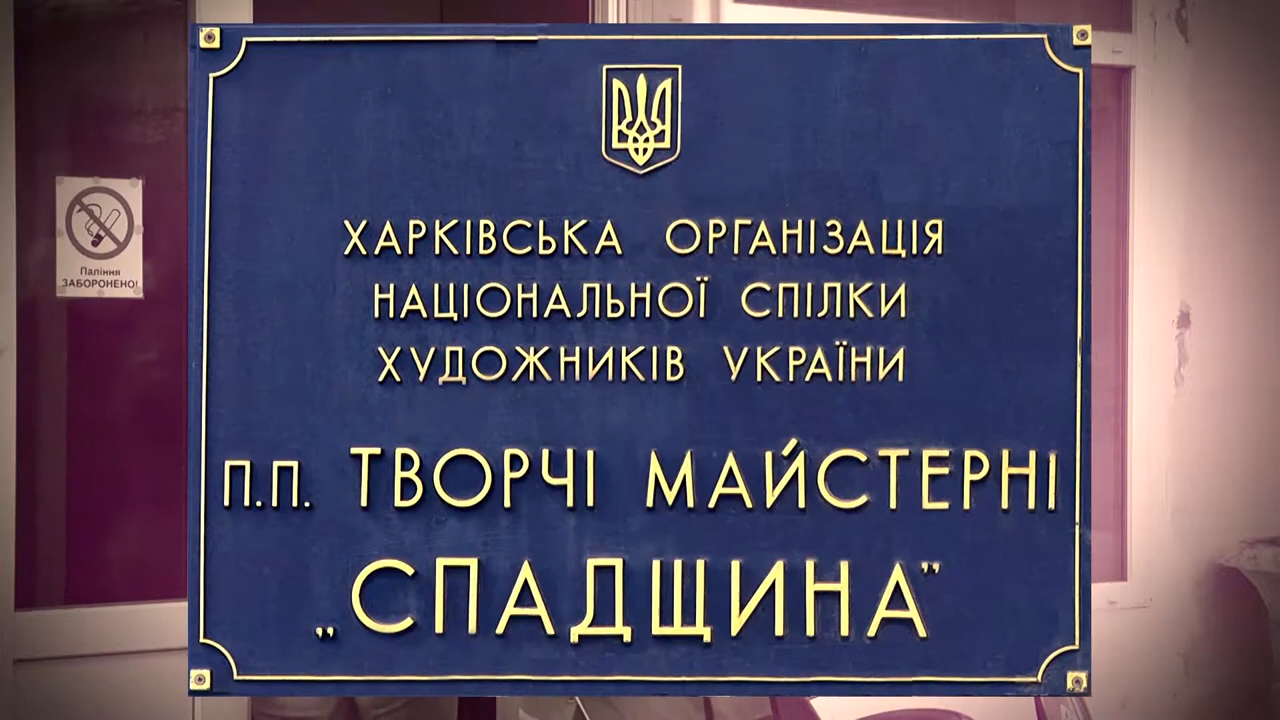 ХАРКІВСЬКА ОРГАНІЗАЦІЯ
НАЦІОНАЛЬНОЇ СПІЛКИ
ХУДОЖНИКІВ УКРАЇНИ
П.П. ТВОРЧІ МАЙСТЕРНІ
„СПАДЩИНА”
Паління
ЗАБОРОНЕНО!